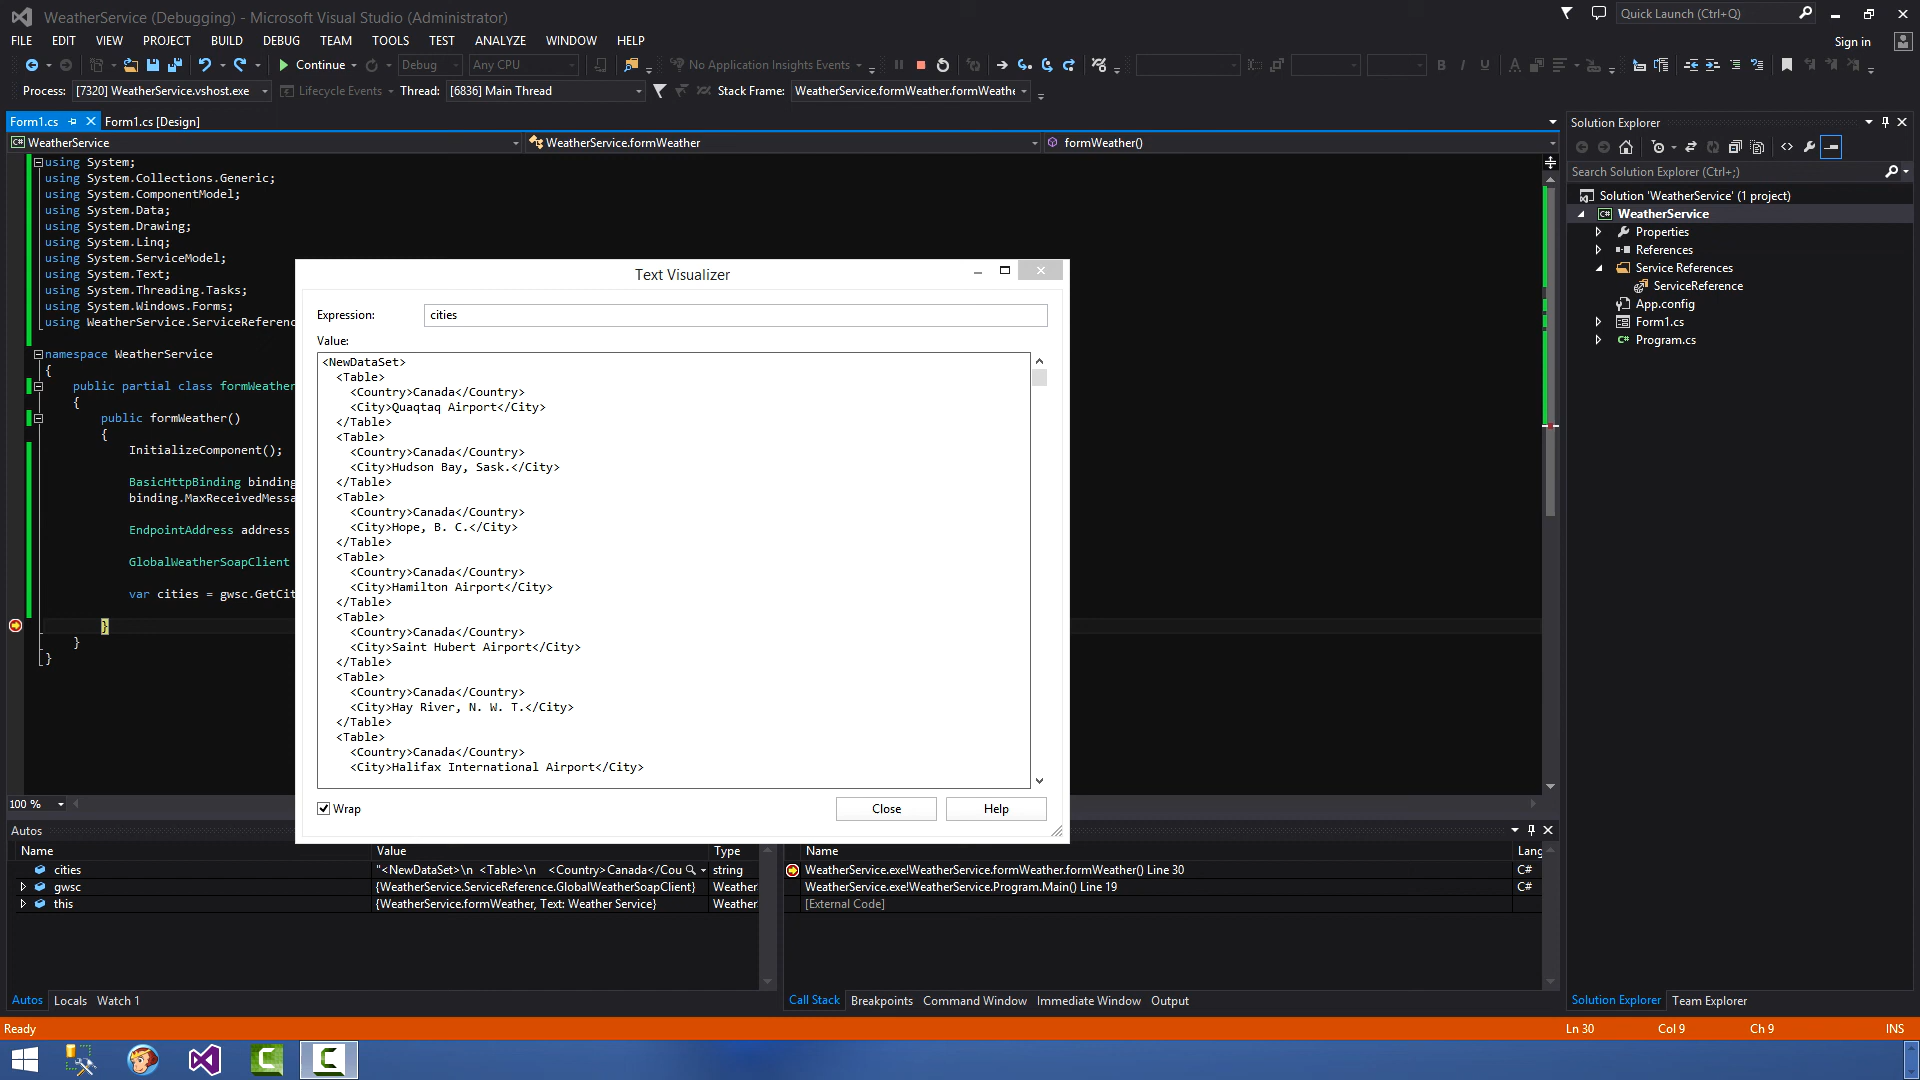 WeatherService (Debugging) - Microsoft Visual Studio (Administrator)
Quick Launch (Ctrl+Q)
FILE EDIT VIEW PROJECT BUILD DEBUG TEAM TOOLS TEST ANALYZE WINDOW HELP
Sign in
Continue Debug Any CPU No Application Insights Events
Process: [7320] WeatherService.vshost.exe Lifecycle Events Thread: [6836] Main Thread Stack Frame: WeatherService.formWeather.formWeathe
Form1.cs Form1.cs [Design]
WeatherService WeatherService.formWeather formWeather()
using System;
using System.Collections.Generic;
using System.ComponentModel;
using System.Data;
using System.Drawing;
using System.Linq;
using System.ServiceModel;
using System.Text;
using System.Threading.Tasks;
using System.Windows.Forms;
using WeatherService.ServiceReferenc
namespace WeatherService
{
public partial class formWeather
{
public formWeather()
{
InitializeComponent();
BasicHttpBinding binding
binding.MaxReceivedMessa
EndpointAddress address
GlobalWeatherSoapClient
var cities = gwsc.GetCit
}
}
}
100 %
Text Visualizer
Expression: cities
Value:
<NewDataSet>
<Table>
<Country>Canada</Country>
<City>Quaqtaq Airport</City>
</Table>
<Table>
<Country>Canada</Country>
<City>Hudson Bay, Sask.</City>
</Table>
<Table>
<Country>Canada</Country>
<City>Hope, B. C.</City>
</Table>
<Table>
<Country>Canada</Country>
<City>Hamilton Airport</City>
</Table>
<Table>
<Country>Canada</Country>
<City>Saint Hubert Airport</City>
</Table>
<Table>
<Country>Canada</Country>
<City>Hay River, N. W. T.</City>
</Table>
<Table>
<Country>Canada</Country>
<City>Halifax International Airport</City>
Wrap Close Help
Solution Explorer
Search Solution Explorer (Ctrl+;)
Solution 'WeatherService' (1 project)
WeatherService
Properties
References
Service References
ServiceReference
App.config
Form1.cs
Program.cs
Autos
Name Value Type
cities "<NewDataSet>\n <Table>\n <Country>Canada</Cou string
gwsc {WeatherService.ServiceReference.GlobalWeatherSoapClient} Weather
this {WeatherService.formWeather, Text: Weather Service} Weather
Autos Locals Watch 1
Name Lang
WeatherService.exe!WeatherService.formWeather.formWeather() Line 30 C#
WeatherService.exe!WeatherService.Program.Main() Line 19 C#
[External Code]
Call Stack Breakpoints Command Window Immediate Window Output
Solution Explorer Team Explorer
Ready Ln 30 Col 9 Ch 9 INS